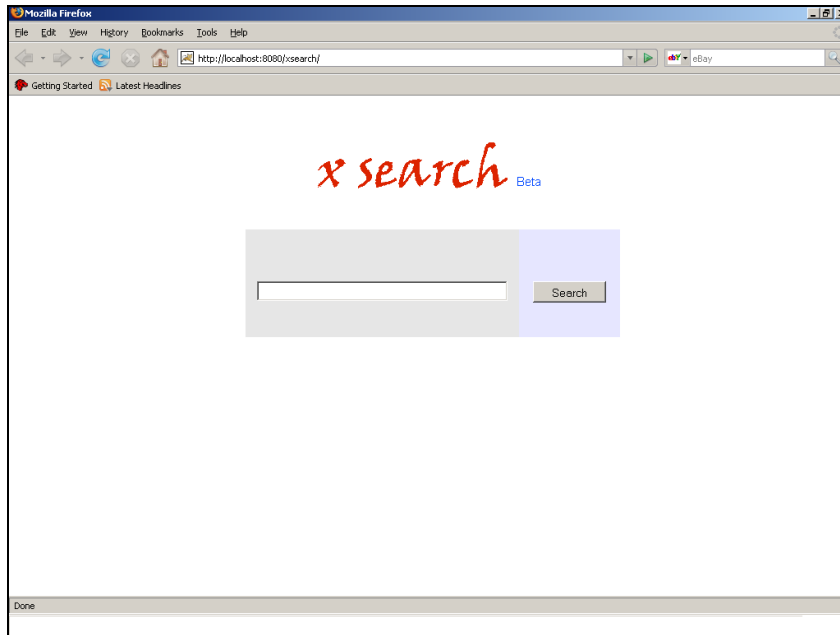 Mozilla Firefox
File Edit View History Bookmarks Tools Help
http://localhost:8080/xsearch/ ebY eBay
Getting Started Latest Headlines
x search Beta
Search
Done